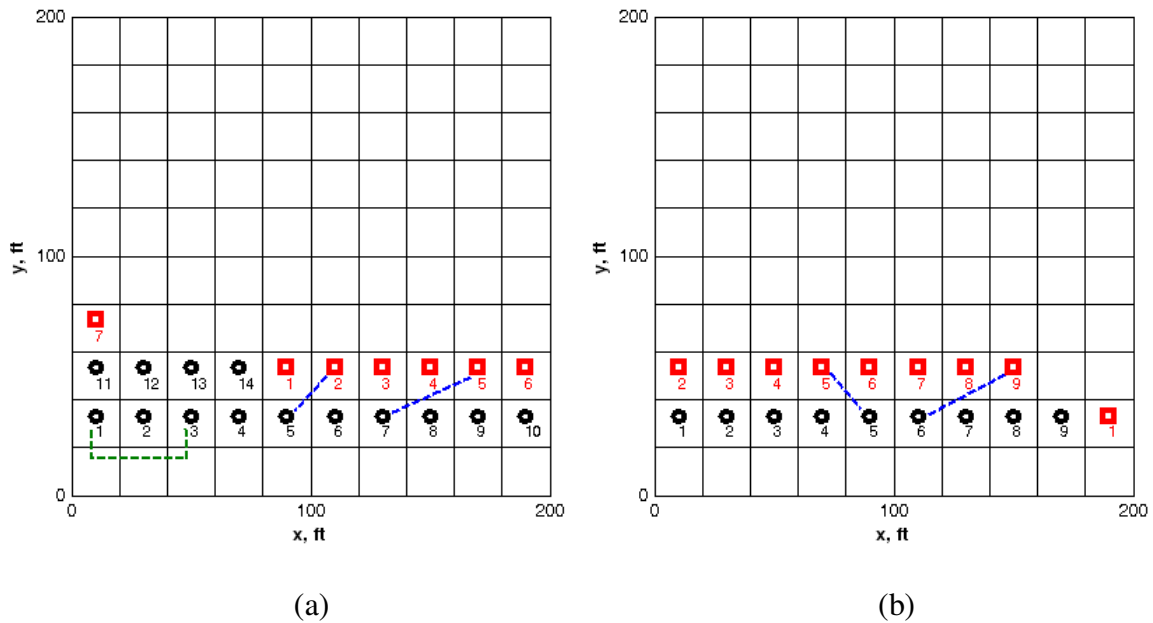 200
y, ft
100
7
11 12 13 14 1 2 3 4 5 6
1 2 3 4 5 6 7 8 9 10
0
0 100 200
x, ft
(a)
200
y, ft
100
2 3 4 5 6 7 8 9
1 2 3 4 5 6 7 8 9 1
0
0 100 200
x, ft
(b)